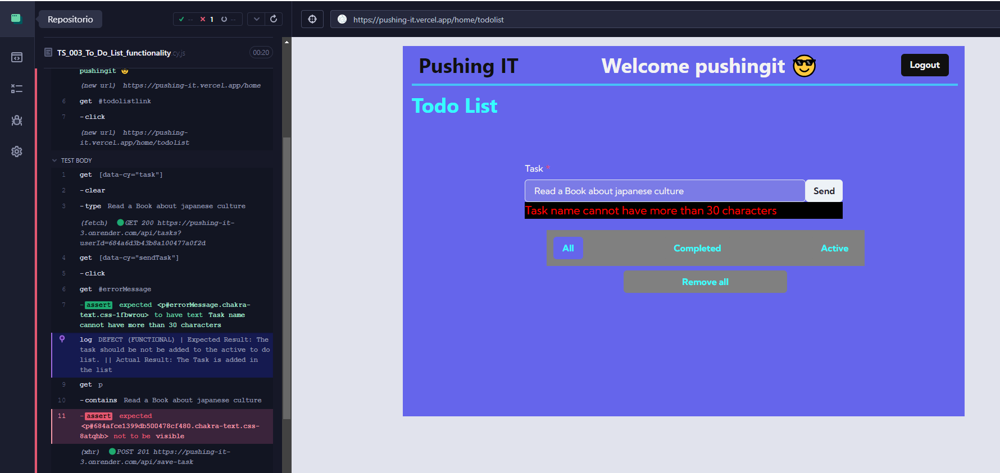 Repositorio
-- 1 --
https://pushing-it.vercel.app/home/todolist
TS_003_To_Do_List_functionality.cy.js 00:20
pushingit 😎
(new url) https://pushing-it.vercel.app/home
6 get #todolistlink
7 -click
(new url) https://pushing-
it.vercel.app/home/todolist
TEST BODY
1 get [data-cy="task"]
2 -clear
3 -type Read a Book about japanese culture
(fetch) GET 200 https://pushing-it-
3.onrender.com/api/tasks?
userId=684a6d3b43b8a100477a0f2d
4 get [data-cy="sendTask"]
5 -click
6 get #errorMessage
7 -assert expected <p#errorMessage.chakra-
text.css-1fbwrou> to have text Task name
cannot have more than 30 characters
log DEFECT (FUNCTIONAL) | Expected Result: The
task should be not be added to the active to do
list. || Actual Result: The Task is added in
the list
9 get p
10 -contains Read a Book about japanese culture
11 -assert expected
<p#684afce1399db500478cf480.chakra-text.css-
8atqhb> not to be visible
(xhr) POST 201 https://pushing-it-
3.onrender.com/api/save-task
Pushing IT Welcome pushingit 😎 Logout
Todo List
Task *
Read a Book about japanese culture Send
Task name cannot have more than 30 characters
All Completed Active
Remove all